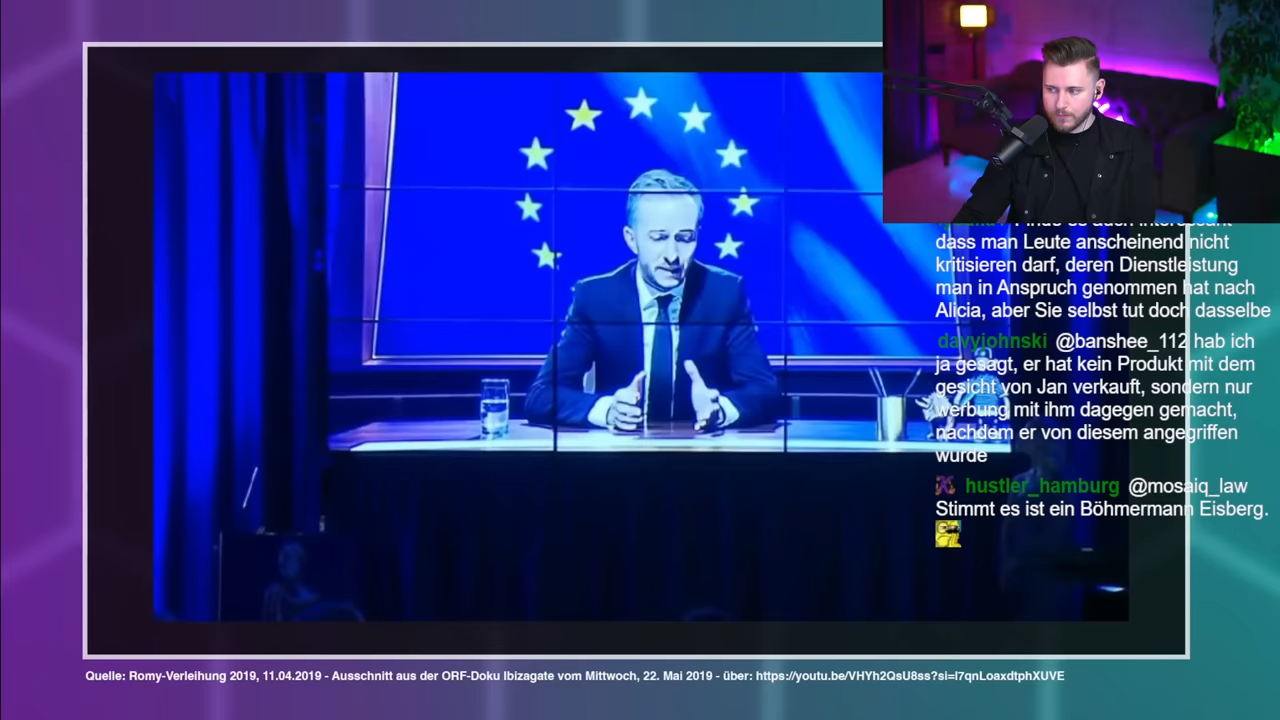 dass man Leute anscheinend nicht
kritisieren darf, deren Dienstleistung
man in Anspruch genommen hat nach
Alicia, aber Sie selbst tut doch dasselbe
davyjohnski @banshee_112 hab ich
ja gesagt, er hat kein Produkt mit dem
gesicht von Jan verkauft, sondern nur
werbung mit ihm dagegen gemacht,
nachdem er von diesem angegriffen
wurde
hustler_hamburg @mosaiq_law
Stimmt es ist ein Böhmermann Eisberg.
Quelle: Romy-Verleihung 2019, 11.04.2019 - Ausschnitt aus der ORF-Doku Ibizagate vom Mittwoch, 22. Mai 2019 - über: https://youtu.be/VHYh2QsU8ss?si=l7qnLoaxdtphXUVE